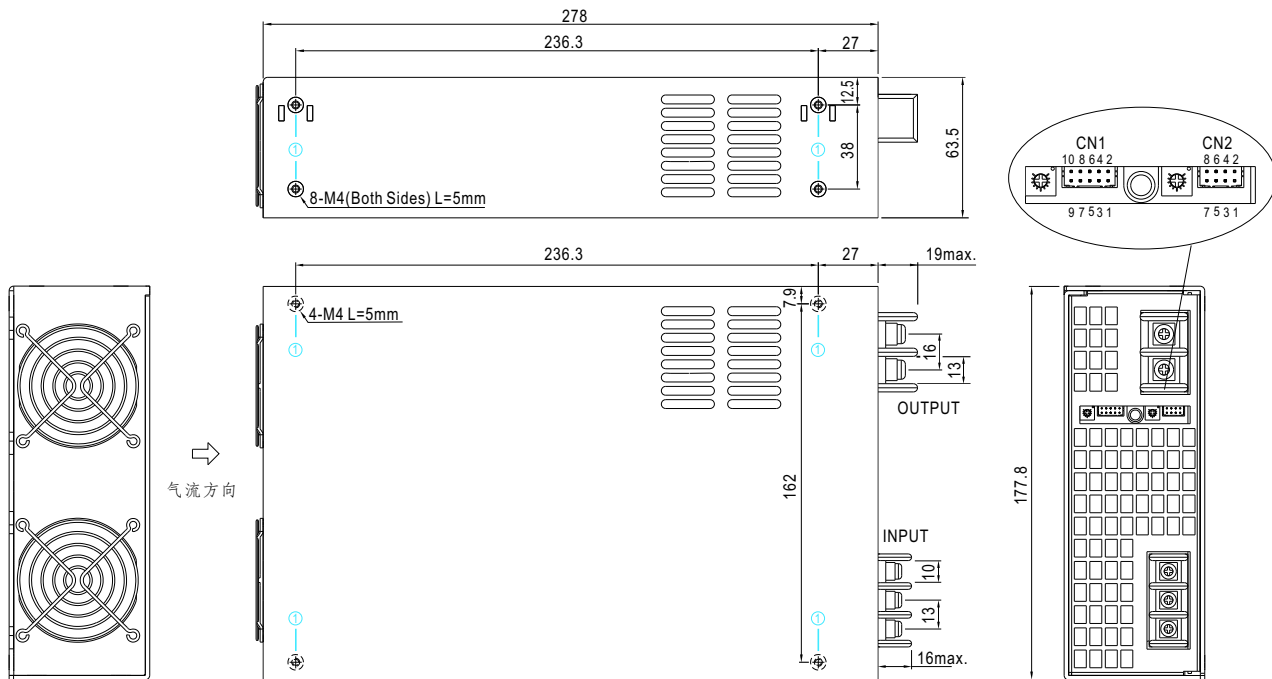 278
236.3
27
12.5
38
63.5
①
①
8-M4(Both Sides) L=5mm
CN1
CN2
10 8 6 4 2
8 6 4 2
9 7 5 3 1
7 5 3 1
236.3
27
19max.
7.9
4-M4 L=5mm
①
①
16
13
OUTPUT
气流方向
162
177.8
INPUT
10
13
①
①
16max.